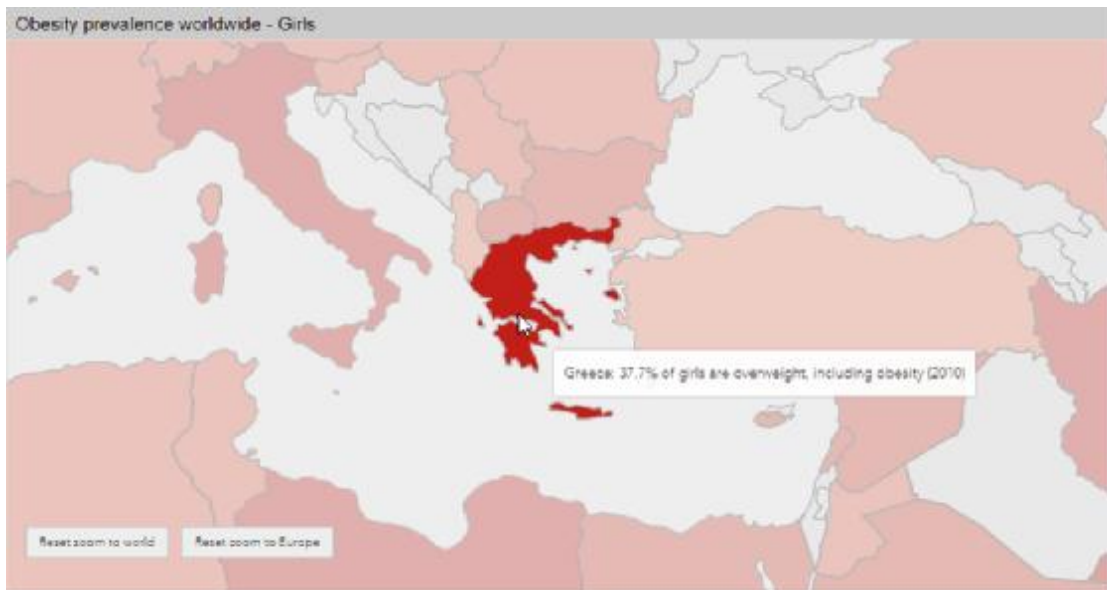 Obesity prevalence worldwide - Girls
Greece: 37.7% of girls are overweight, including obesity (2010)
Reset zoom to world
Reset zoom to Europe